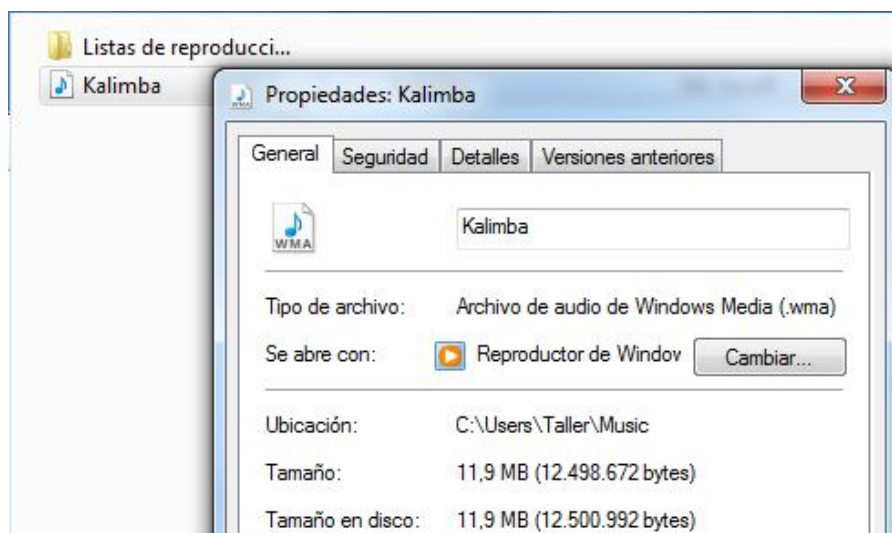 Listas de reproducci...
Kalimba
Propiedades: Kalimba
General Seguridad Detalles Versiones anteriores
WMA
Kalimba
Tipo de archivo: Archivo de audio de Windows Media (.wma)
Se abre con: Reproductor de Window Cambiar...
Ubicación: C:\Users\Taller\Music
Tamaño: 11,9 MB (12.498.672 bytes)
Tamaño en disco: 11,9 MB (12.500.992 bytes)